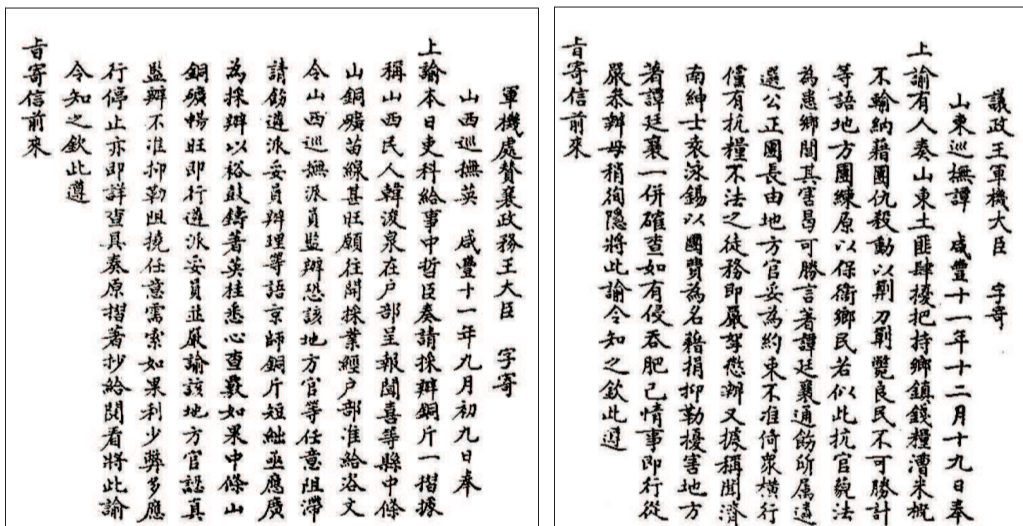 軍機處贊襄政務王大臣　字寄
山西巡撫英　咸豐十一年九月初九日奉
上諭本日吏科給事中哲臣奏請採辦銅斤一摺據
稱山西民人韓浚泉在户部呈報聞喜等縣中條
山銅礦苗線甚旺願往開採業經户部准給咨文
令山西巡撫派員監辦恐該地方官等任意阻滯
請飭遴派妥員辦理等語京師銅斤短絀亟應廣
為採辦以裕鼓鑄著英桂悉心查覈如果中條山
銅礦暢旺即行遴派妥員並嚴諭該地方官認真
監辦不准抑勒阻撓任意需索如果利少弊多應
行停止亦即詳查具奏原摺著抄給閱看將此諭
令知之欽此遵
旨寄信前來
議政王軍機大臣　字寄
山東巡撫譚　咸豐十一年十二月十九日奉
上諭有人奏山東土匪肆擾把持鄉鎮錢糧漕米抗
不輸納藉團仇殺動以劓刀劓斃良民不可勝計
等語地方團練原以保衛鄉民若似此抗官藐法
為患鄉閭其害曷可勝言著譚廷襄通飭所属遴
選公正團長由地方官妥為約束不准倚眾橫行
僅有抗糧不法之徒務即嚴拏懲辦又據稱聞濟
南紳士袁泳錫以團費為名藉捐抑勒擾害地方
著譚廷襄一併確查如有侵吞肥己情事即行從
嚴叅辦毋稍徇隱將此諭令知之欽此遵
旨寄信前來